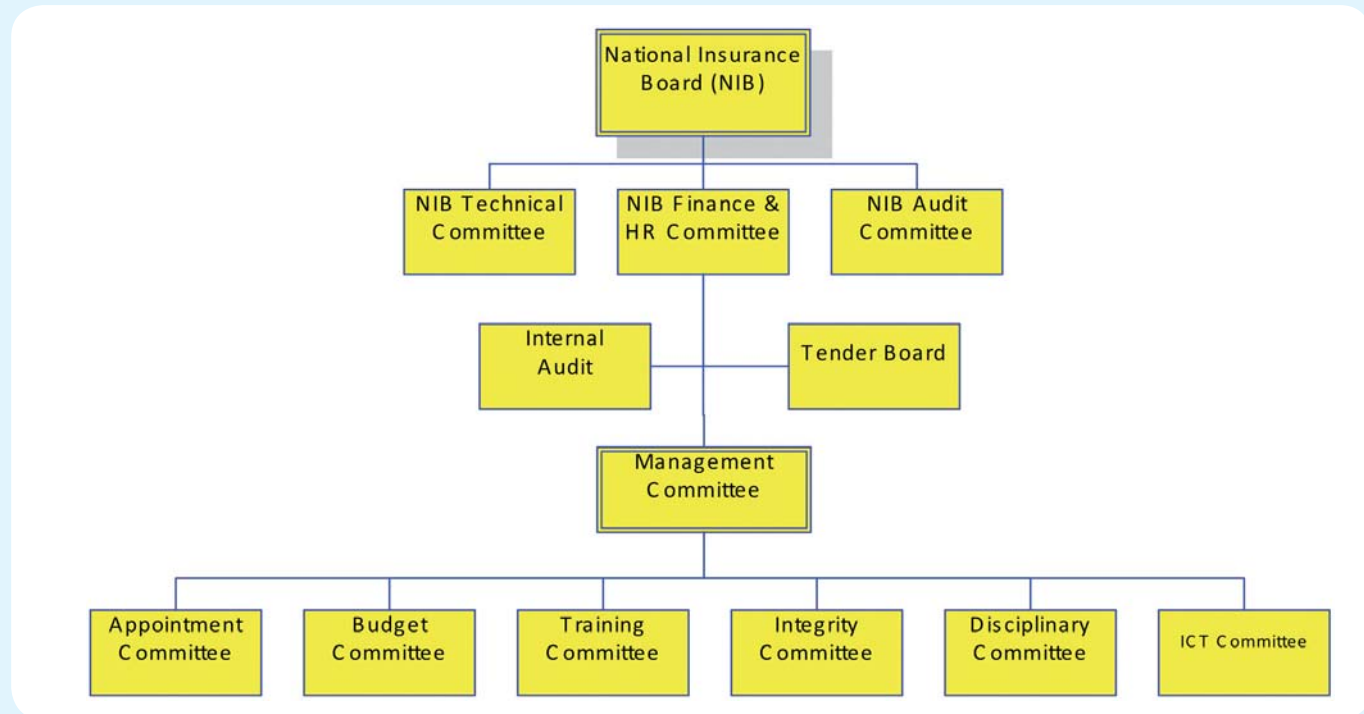 National Insurance
Board (NIB)
NIB Technical
Committee
NIB Finance &
HR Committee
NIB Audit
Committee
Internal
Audit
Tender Board
Management
Committee
Appointment
Committee
Budget
Committee
Training
Committee
Integrity
Committee
Disciplinary
Committee
ICT Committee